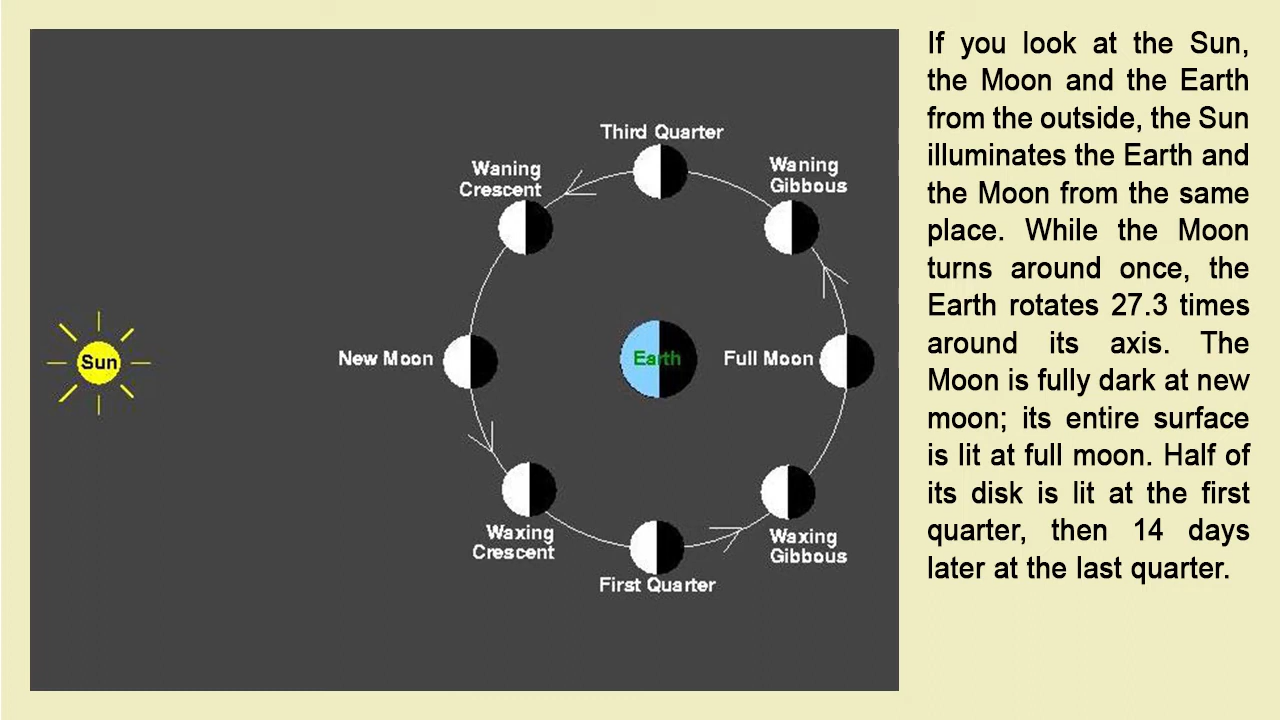 Third Quarter
Waning
Crescent
Waning
Gibbous
Sun
New Moon
Earth
Full Moon
Waxing
Crescent
First Quarter
Waxing
Gibbous
If you look at the Sun,
the Moon and the Earth
from the outside, the Sun
illuminates the Earth and
the Moon from the same
place. While the Moon
turns around once, the
Earth rotates 27.3 times
around its axis. The
Moon is fully dark at new
moon; its entire surface
is lit at full moon. Half of
its disk is lit at the first
quarter, then 14 days
later at the last quarter.